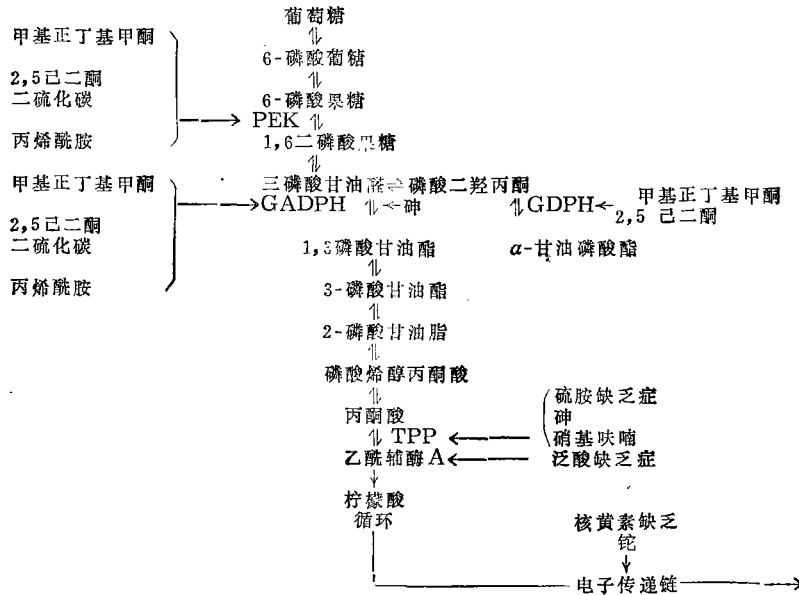 葡萄糖
甲基正丁基甲酮
2,5己二酮
二硫化碳
丙烯酰胺
6-磷酸葡糖
6-磷酸果糖
PEK
1,6二磷酸果糖
甲基正丁基甲酮
2,5己二酮
二硫化碳
丙烯酰胺
三磷酸甘油醛⇌磷酸二羟丙酮
GADPH
砷
GDPH
甲基正丁基甲酮
2,5 己二酮
1,3磷酸甘油酯
α-甘油磷酸酯
3-磷酸甘油酯
2-磷酸甘油脂
磷酸烯醇丙酮酸
丙酮酸
TPP
硫胺缺乏症
砷
硝基呋喃
乙酰辅酶A
泛酸缺乏症
柠檬酸
循环
核黄素缺乏
铊
电子传递链